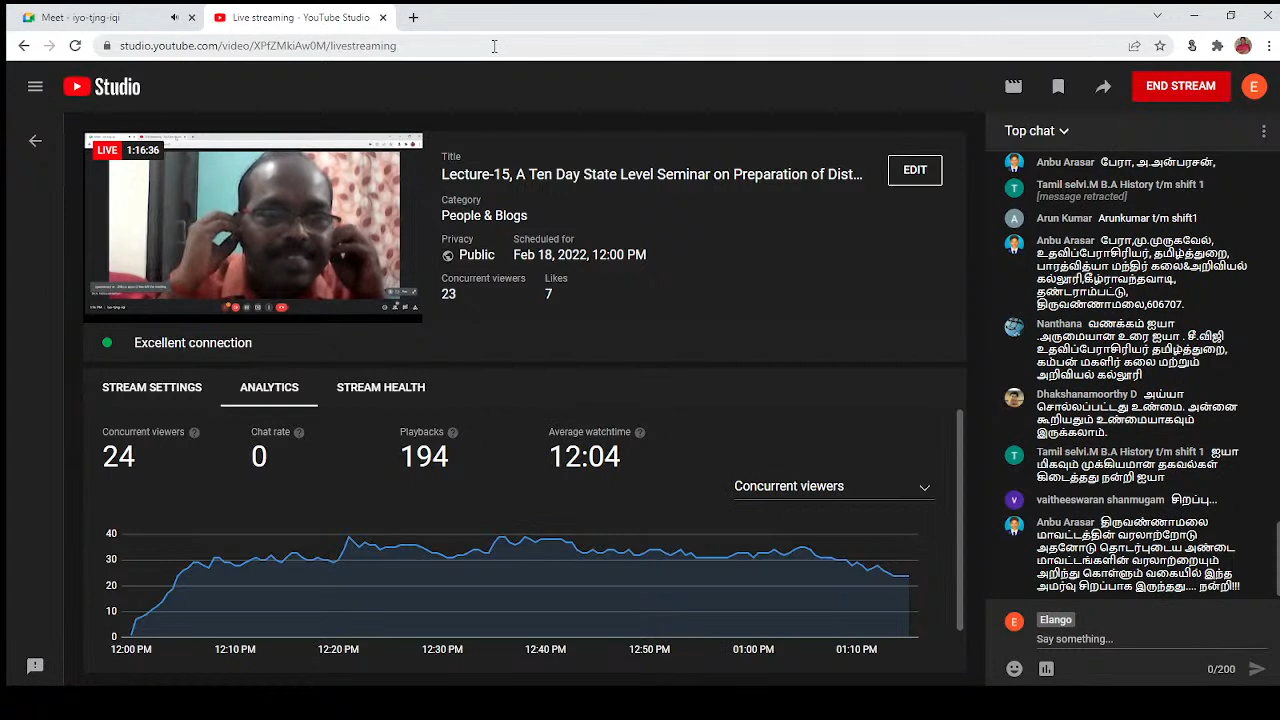 Meet - iyo-tjng-iqi
Live streaming - YouTube Studio
studio.youtube.com/video/XPfZMkiAw0M/livestreaming
Studio
END STREAM
E
LIVE 1:16:36
Title
Lecture-15, A Ten Day State Level Seminar on Preparation of Dist...
EDIT
Category
People & Blogs
Privacy
Public
Scheduled for
Feb 18, 2022, 12:00 PM
Concurrent viewers
23
Likes
7
Excellent connection
STREAM SETTINGS
ANALYTICS
STREAM HEALTH
Concurrent viewers
24
Chat rate
0
Playbacks
194
Average watchtime
12:04
Concurrent viewers
40
30
20
10
0
12:00 PM
12:10 PM
12:20 PM
12:30 PM
12:40 PM
12:50 PM
01:00 PM
01:10 PM
Top chat
Anbu Arasar பேரா, அ.அன்பரசன்,
T
Tamil selvi.M B.A History t/m shift 1
[message retracted]
A
Arun Kumar Arunkumar t/m shift1
Anbu Arasar பேரா,மு.முருகவேல்,
உதவிப்பேராசிரியர், தமிழ்த்துறை,
பாரத்வித்யா மந்திர் கலை&அறிவியல்
கல்லூரி,கீழ்ராவந்தவாடி,
தண்டராம்பட்டு,
திருவண்ணாமலை,606707.
Nanthana வணக்கம் ஐயா
.அருமையான உரை ஐயா . சீ.விஜி
உதவிப்பேராசிரியர் தமிழ்த்துறை,
கம்பன் மகளிர் கலை மற்றும்
அறிவியல் கல்லூரி
Dhakshanamoorthy D அய்யா
சொல்லப்பட்டது உண்மை. அன்னை
கூறியதும் உண்மையாகவும்
இருக்கலாம்.
T
Tamil selvi.M B.A History t/m shift 1 ஐயா
மிகவும் முக்கியமான தகவல்கள்
கிடைத்தது நன்றி ஐயா
v
vaitheeswaran shanmugam சிறப்பு...
Anbu Arasar திருவண்ணாமலை
மாவட்டத்தின் வரலாற்றோடு
அதனோடு தொடர்புடைய அண்டை
மாவட்டங்களின் வரலாற்றையும்
அறிந்து கொள்ளும் வகையில் இந்த
அமர்வு சிறப்பாக இருந்தது.... நன்றி!!!
E
Elango
Say something...
0/200